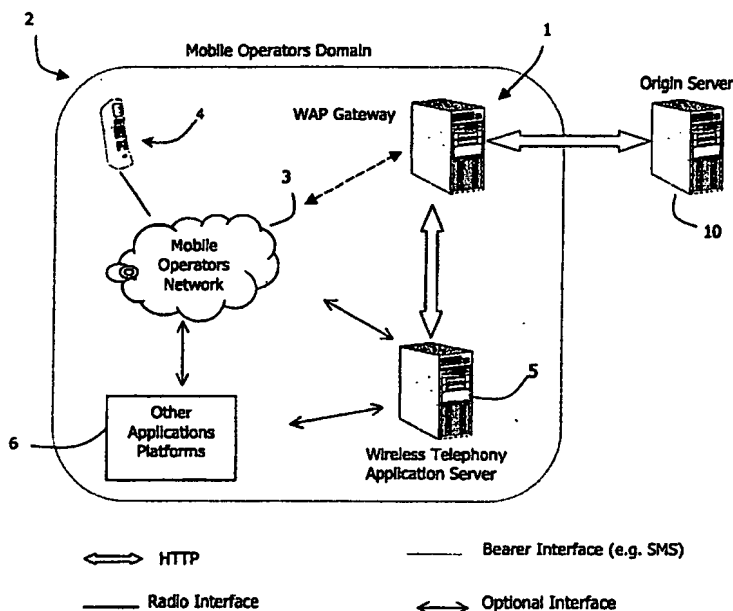 2
Mobile Operators Domain
1
Origin Server
4
WAP Gateway
3
10
Mobile
Operators
Network
5
6
Other
Applications
Platforms
Wireless Telephony
Application Server
HTTP
Bearer Interface (e.g. SMS)
Radio Interface
Optional Interface